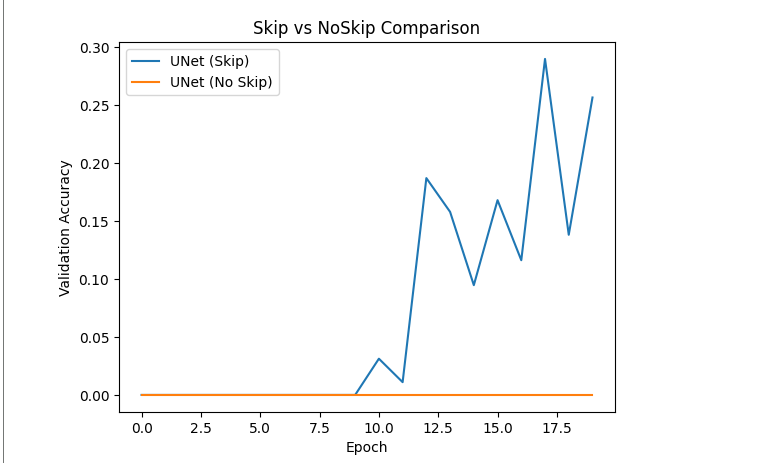 Skip vs NoSkip Comparison
UNet (Skip)
UNet (No Skip)
Validation Accuracy
0.30
0.25
0.20
0.15
0.10
0.05
0.00
0.0 2.5 5.0 7.5 10.0 12.5 15.0 17.5
Epoch